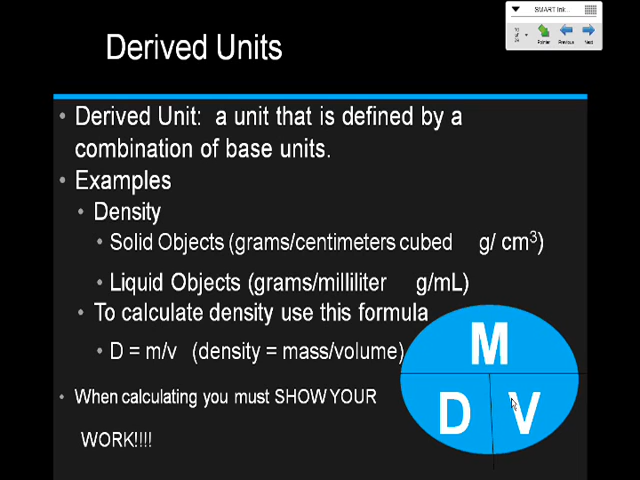 SMART Ink...
Derived Units
Pointer Previous Next
Derived Unit: a unit that is defined by a
combination of base units.
Examples
Density
Solid Objects (grams/centimeters cubed g/ cm³)
Liquid Objects (grams/milliliter g/mL)
To calculate density use this formula
D = m/v (density = mass/volume)
M
D V
When calculating you must SHOW YOUR
WORK!!!!